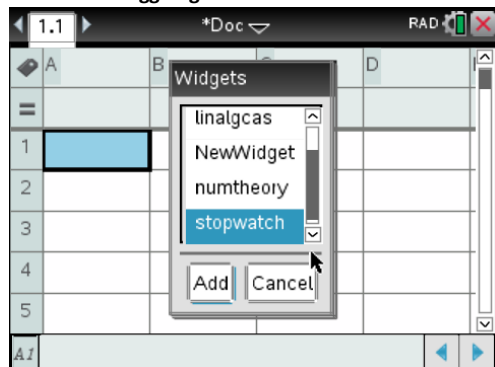 1.1 *Doc RAD
A B D
Widgets
=
linalgcas
1 NewWidget
2 numtheory
3 stopwatch
4 Add Cancel
5
A1